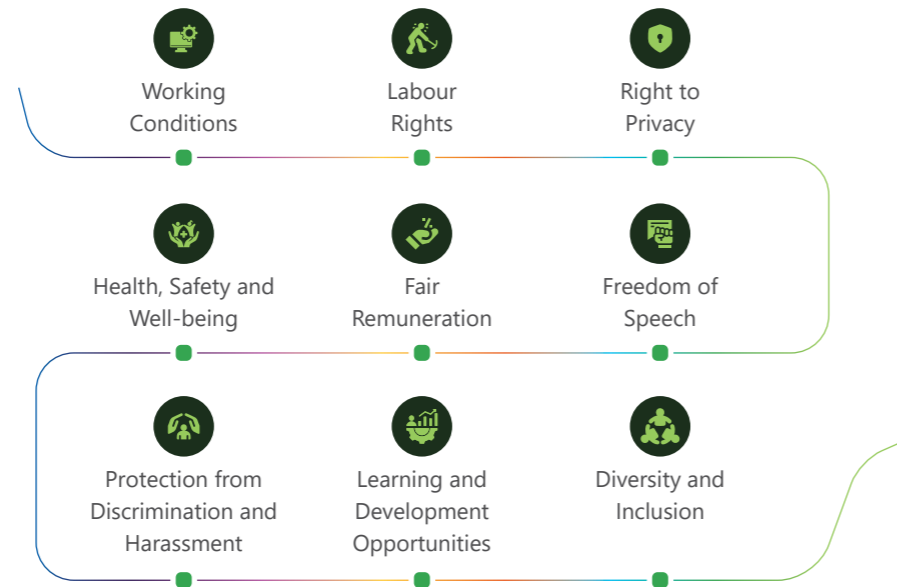 Working
Conditions
Labour
Rights
Right to
Privacy
Health, Safety and
Well-being
Fair
Remuneration
Freedom of
Speech
Protection from
Discrimination and
Harassment
Learning and
Development
Opportunities
Diversity and
Inclusion